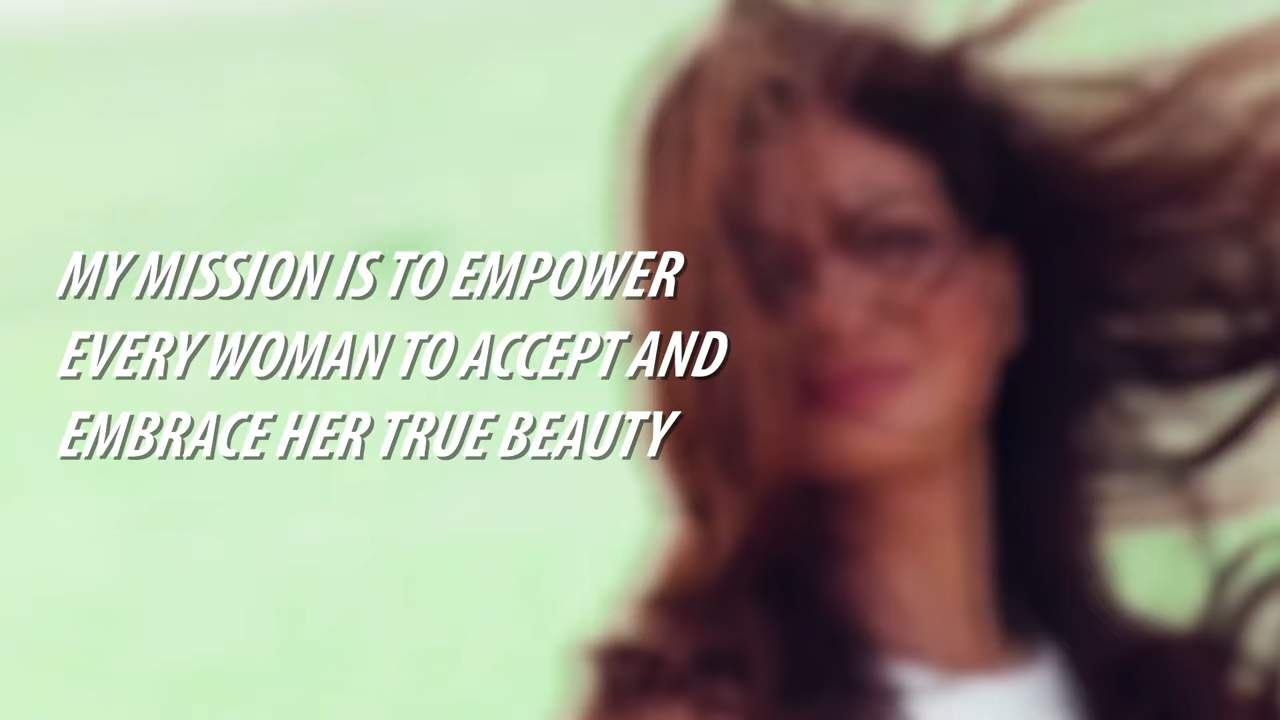 MY MISSION IS TO EMPOWER
EVERY WOMAN TO ACCEPT AND
EMBRACE HER TRUE BEAUTY